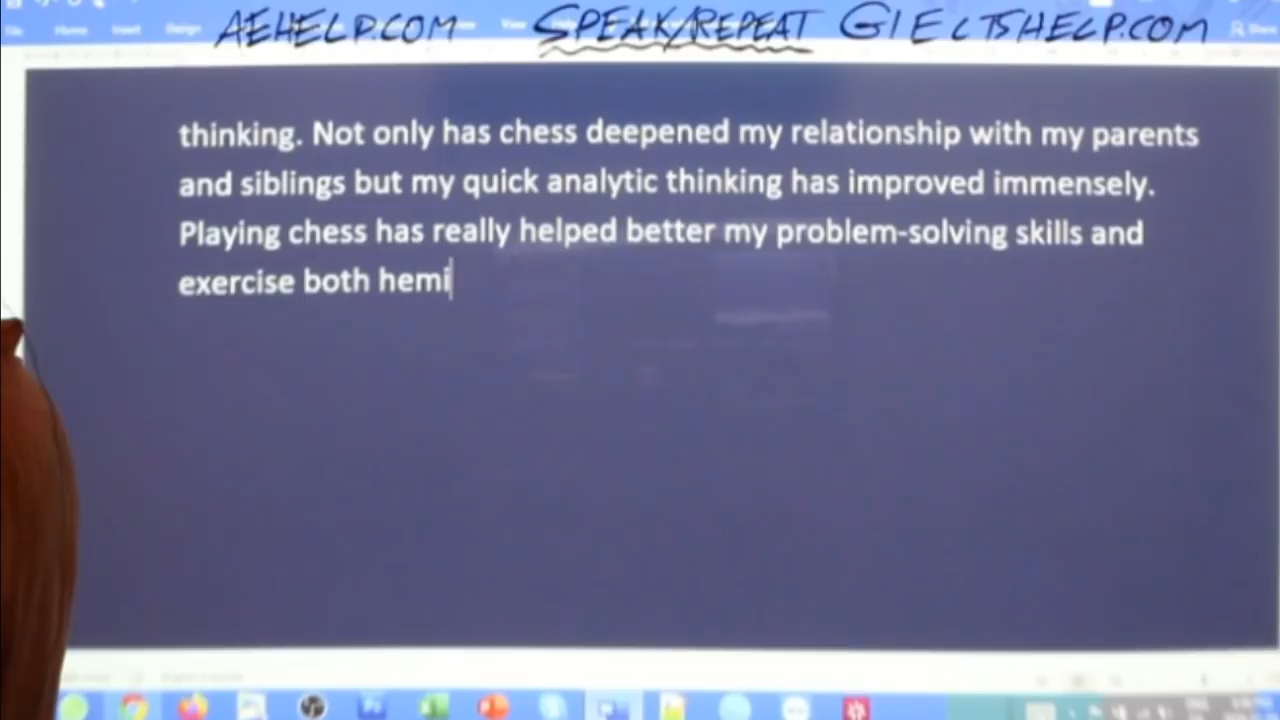 AEHELP.COM SPEAK/REPEAT GIELTSHELP.COM
thinking. Not only has chess deepened my relationship with my parents
and siblings but my quick analytic thinking has improved immensely.
Playing chess has really helped better my problem-solving skills and
exercise both hemi